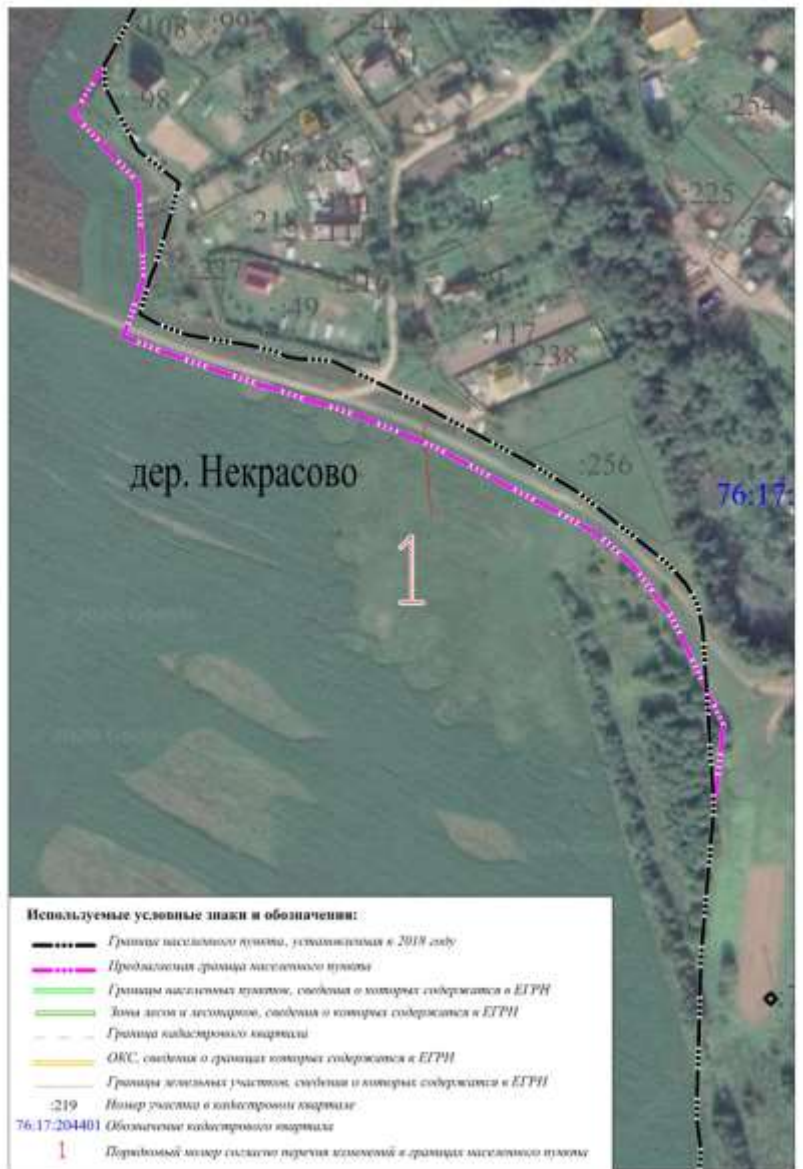 :108
:99
:244
:98
:254
:66
:85
:225
:218
:237
:216
:49
117
:238
дер. Некрасово
:256
76:17:
1
Используемые условные знаки и обозначения:
Граница населенного пункта, установленная в 2018 году
Предлагаемая граница населенного пункта
Границы населенных пунктов, сведения о которых содержатся в ЕГРН
Зоны лесов и лесопарков, сведения о которых содержатся в ЕГРН
Граница кадастрового квартала
ОКС, сведения о границах которых содержатся в ЕГРН
Границы земельных участков, сведения о которых содержатся в ЕГРН
:219 Номер участка в кадастровом квартале
76:17:204401 Обозначение кадастрового квартала
1 Порядковый номер согласно перечня изменений в границах населенного пункта